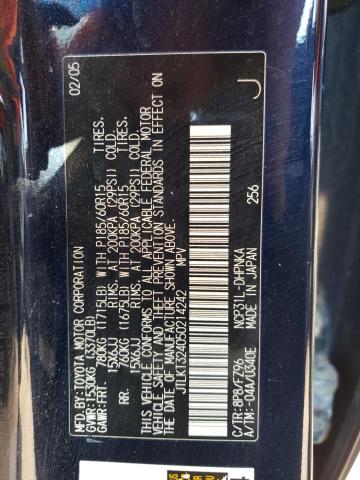 MFD.BY: TOYOTA MOTOR CORPORATION 02/05
GVWR:1530KG (3370LB)
GAWR:FRT. 780KG (1715LB) WITH P185/60R15 TIRES.
15X6JJ RIMS, AT 200KPA (29PSI) COLD.
RR. 760KG (1675LB) WITH P185/60R15 TIRES.
15X6JJ RIMS, AT 200KPA (29PSI) COLD.
THIS VEHICLE CONFORMS TO ALL APPLICABLE FEDERAL MOTOR
VEHICLE SAFETY AND THEFT PREVENTION STANDARDS IN
EFFECT ON THE DATE OF MANUFACTURE SHOWN ABOVE.
JTLKT324050214242 MPV
C/TD: 8P8/FZ96 NCP31L-DHPNKA
A/TM: -04A/U340E MADE IN JAPAN
256
J